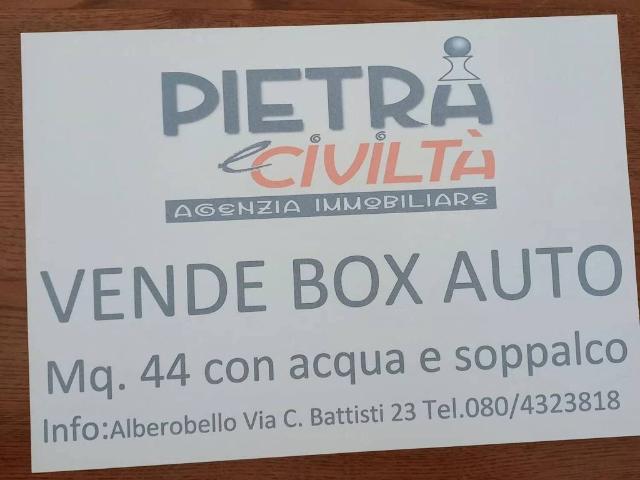 PIETRA
e CIVILTÀ
AGENZIA IMMOBILIARE
VENDE BOX AUTO
Mq. 44 con acqua e soppalco
Info:Alberobello Via C. Battisti 23 Tel.080/4323818